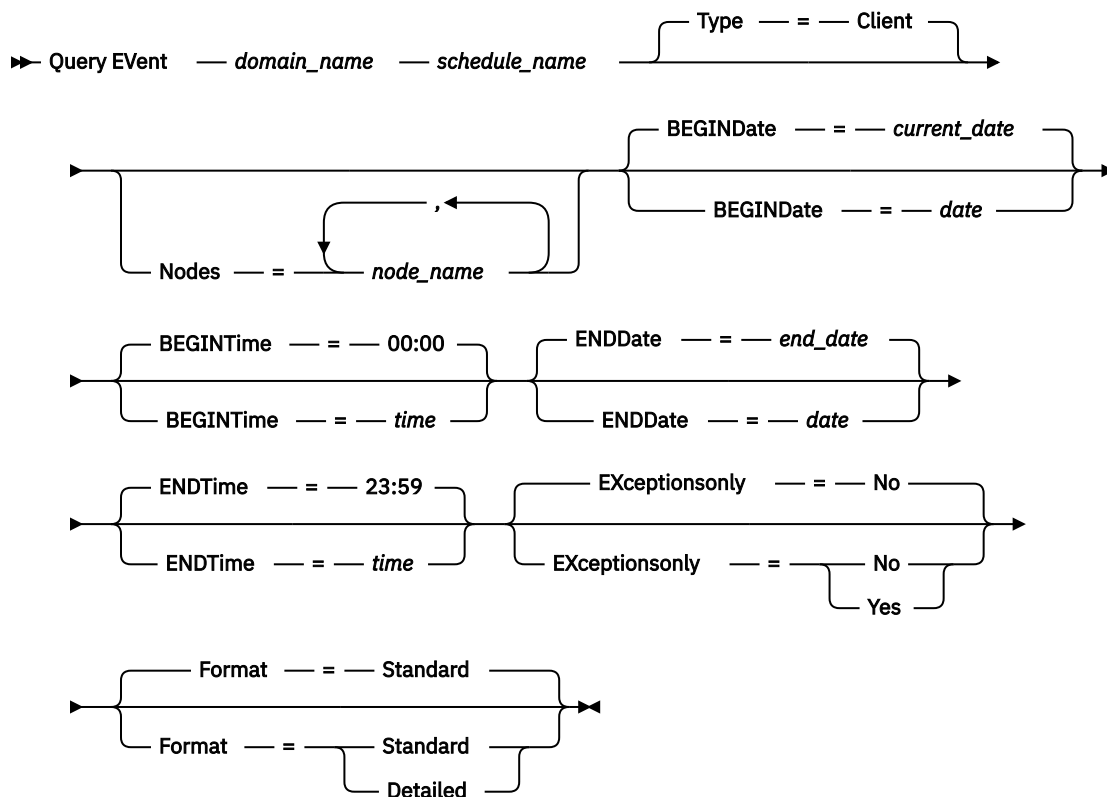 Type = Client
Query EVent domain_name schedule_name
BEGINDate = current_date
BEGINDate = date
,
Nodes = node_name
BEGINTime = 00:00
BEGINTime = time
ENDDate = end_date
ENDDate = date
ENDTime = 23:59
ENDTime = time
EXceptionsonly = No
EXceptionsonly = No
Yes
Format = Standard
Format = Standard
Detailed